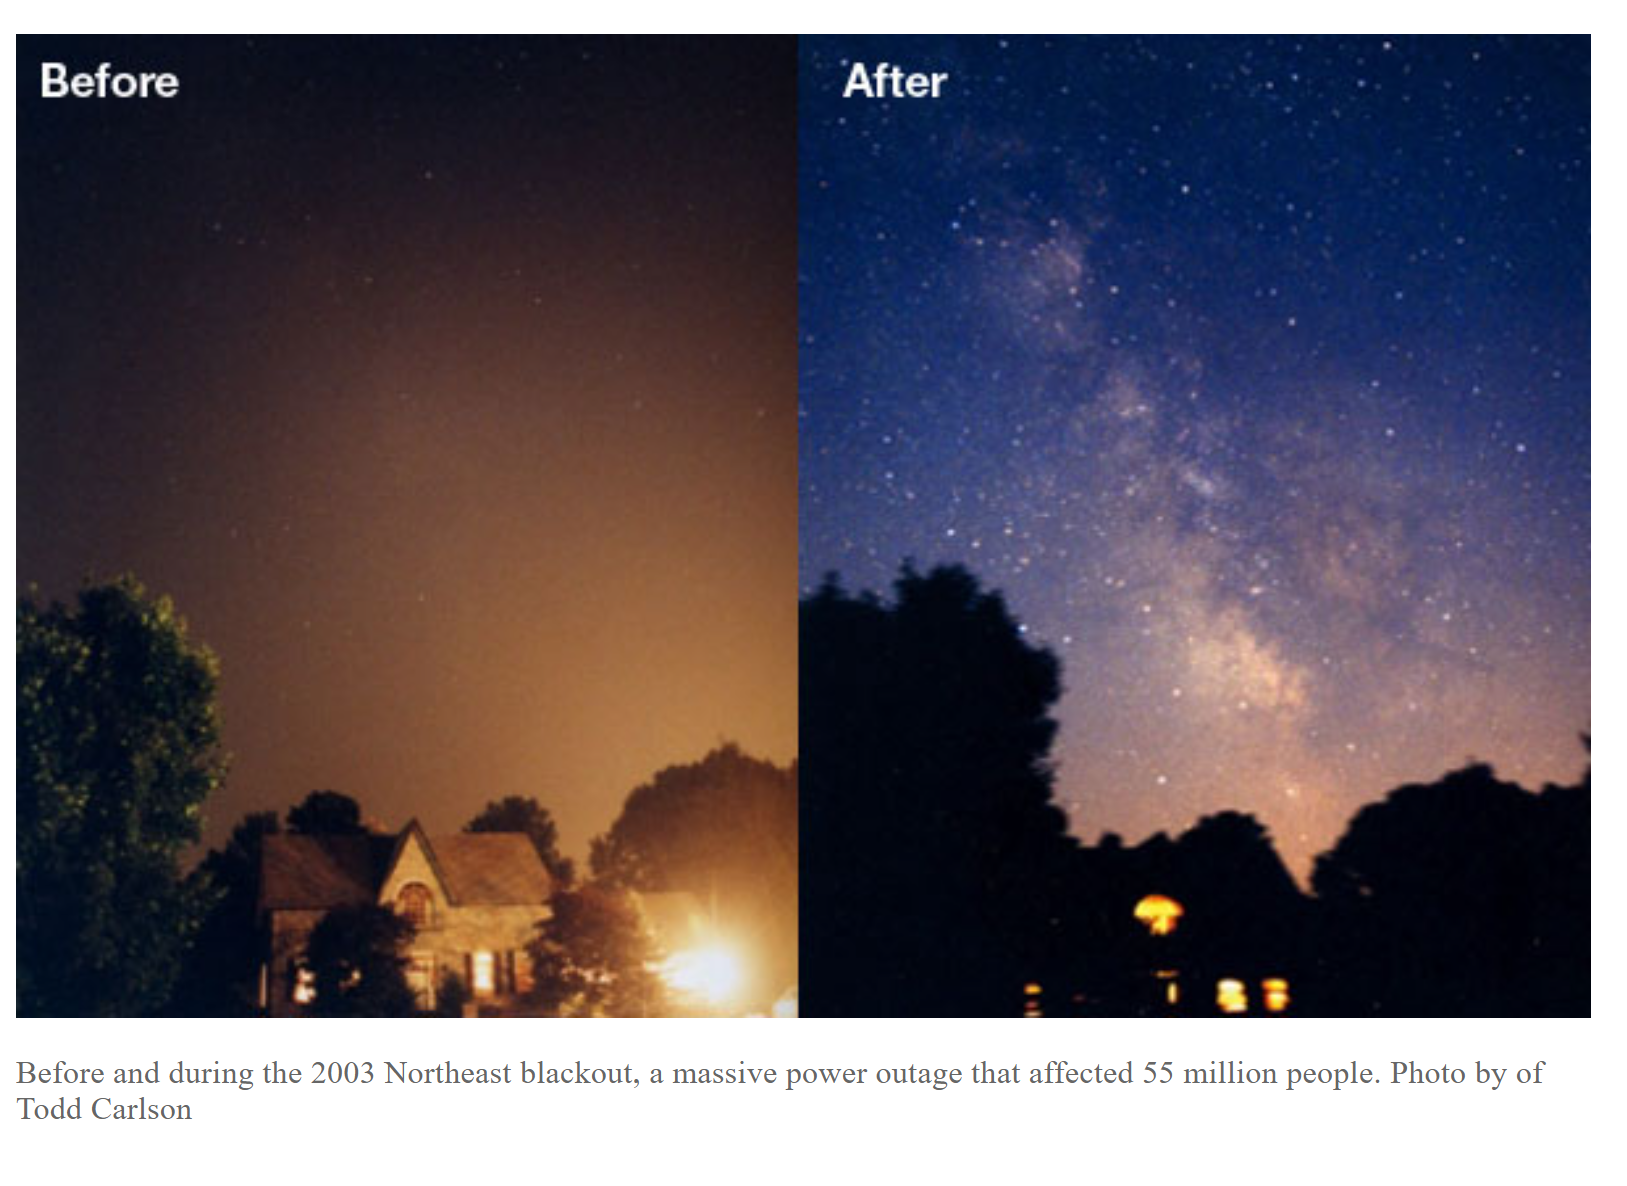 Before
After
Before and during the 2003 Northeast blackout, a massive power outage that affected 55 million people. Photo by of
Todd Carlson